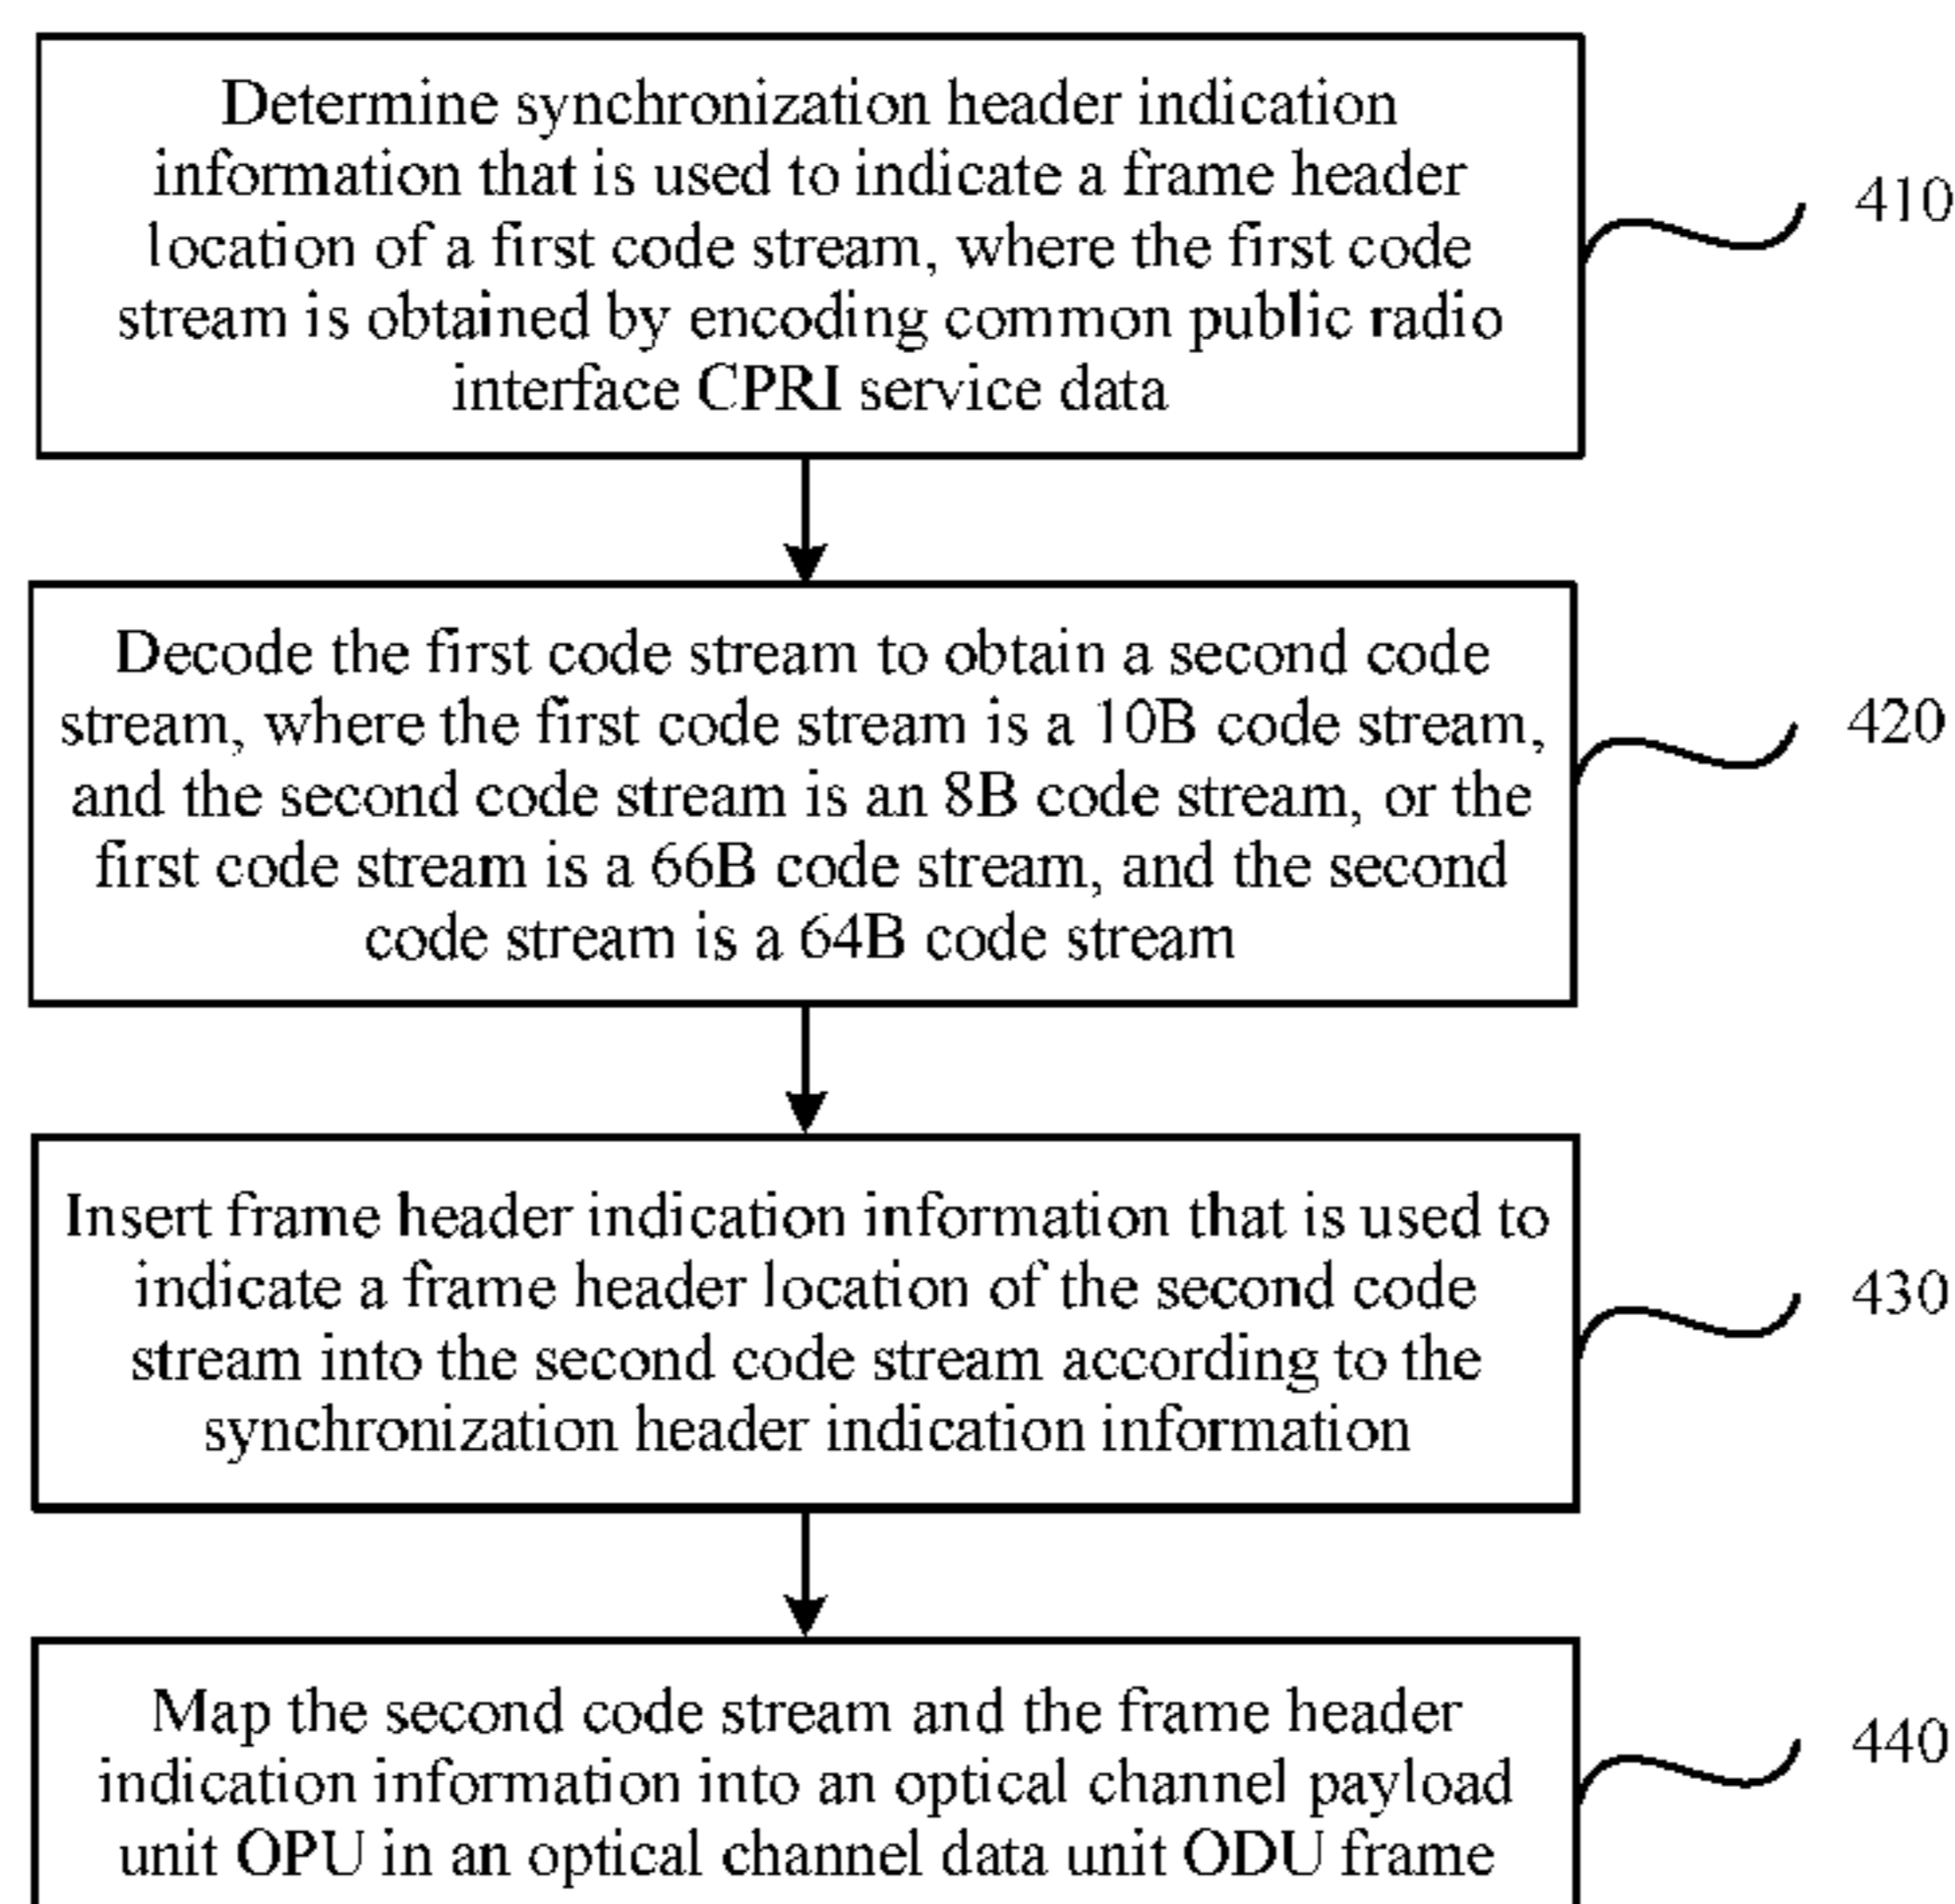 Determine synchronization header indication
information that is used to indicate a frame header
location of a first code stream, where the first code
stream is obtained by encoding common public radio
interface CPRI service data
410
Decode the first code stream to obtain a second code
stream, where the first code stream is a 10B code stream,
and the second code stream is an 8B code stream, or the
first code stream is a 66B code stream, and the second
code stream is a 64B code stream
420
Insert frame header indication information that is used to
indicate a frame header location of the second code
stream into the second code stream according to the
synchronization header indication information
430
Map the second code stream and the frame header
indication information into an optical channel payload
unit OPU in an optical channel data unit ODU frame
440